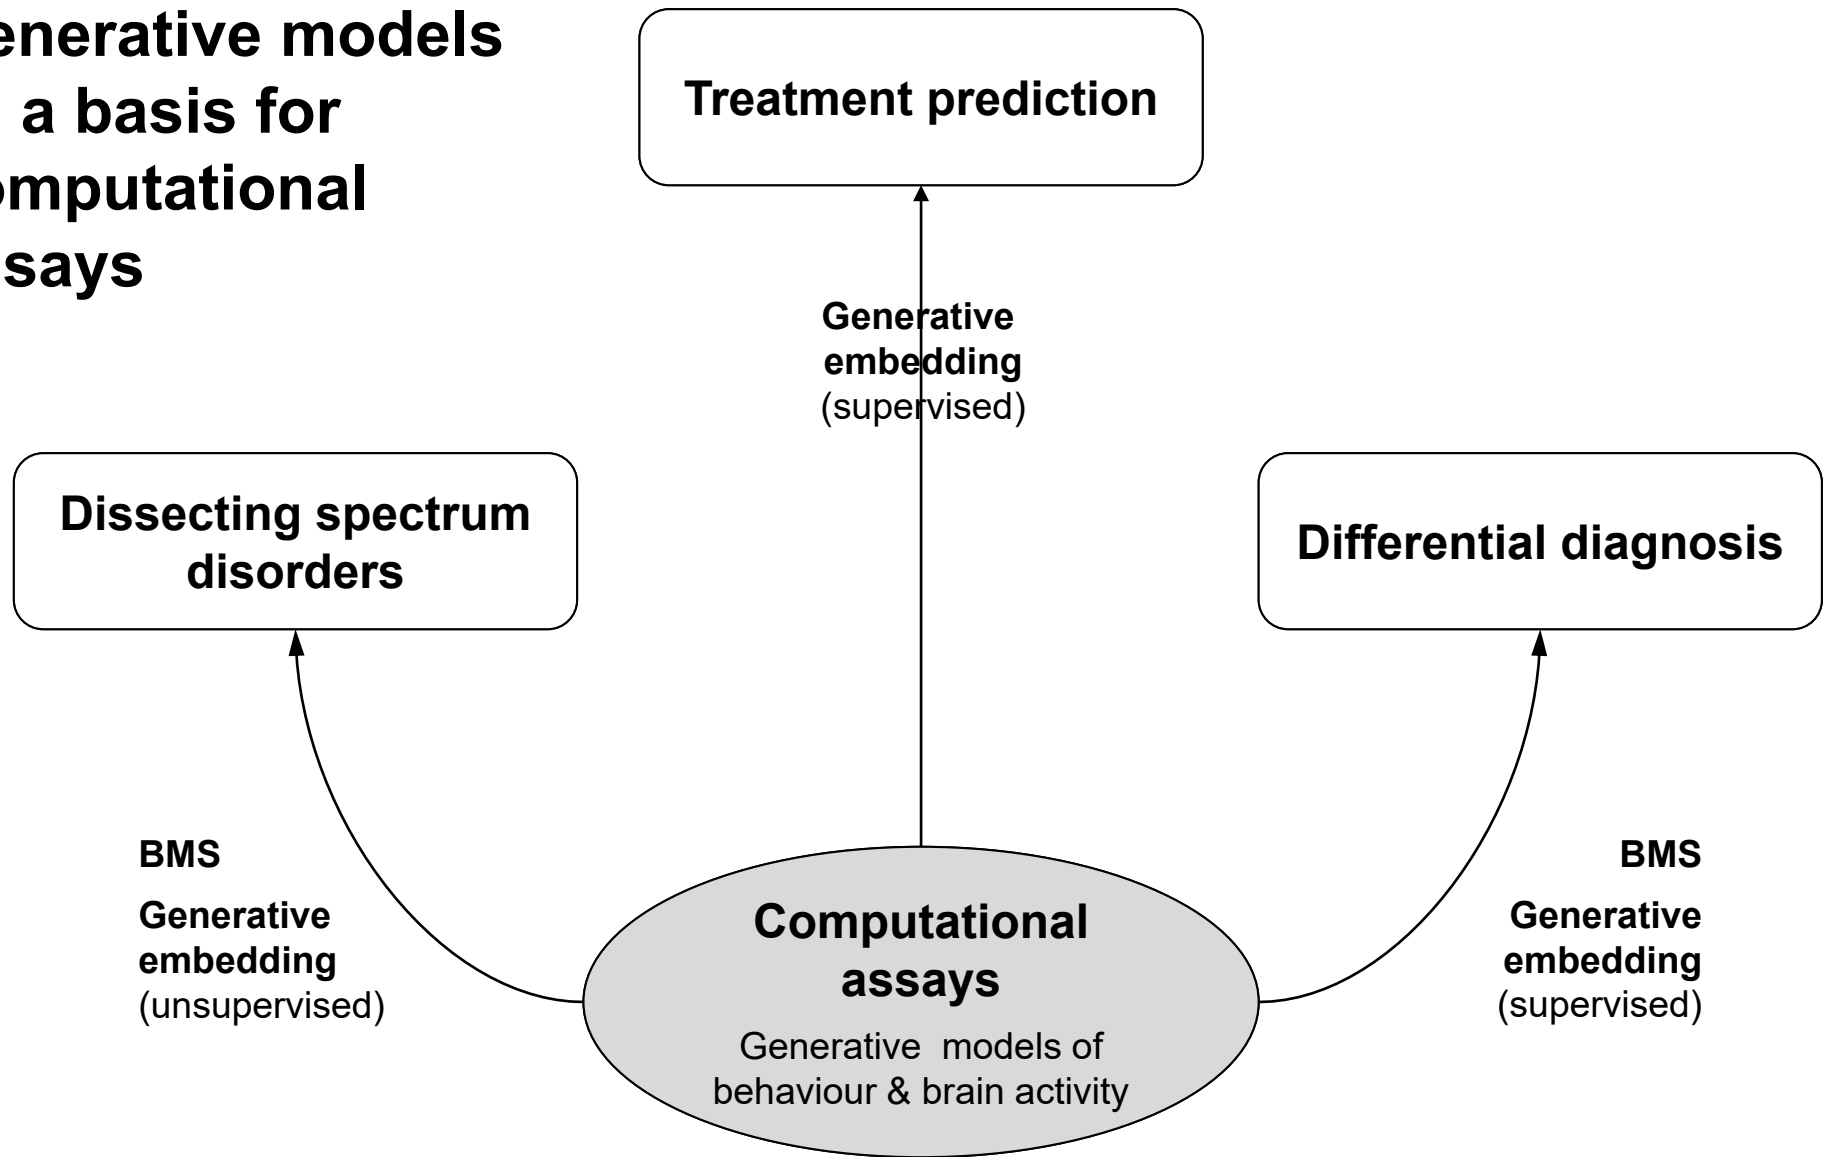 enerative models
a basis for
omputational
says
Treatment prediction
Generative
embedding
(supervised)
Dissecting spectrum
disorders
Differential diagnosis
BMS
Generative
embedding
(unsupervised)
BMS
Generative
embedding
(supervised)
Computational
assays
Generative models of
behaviour & brain activity